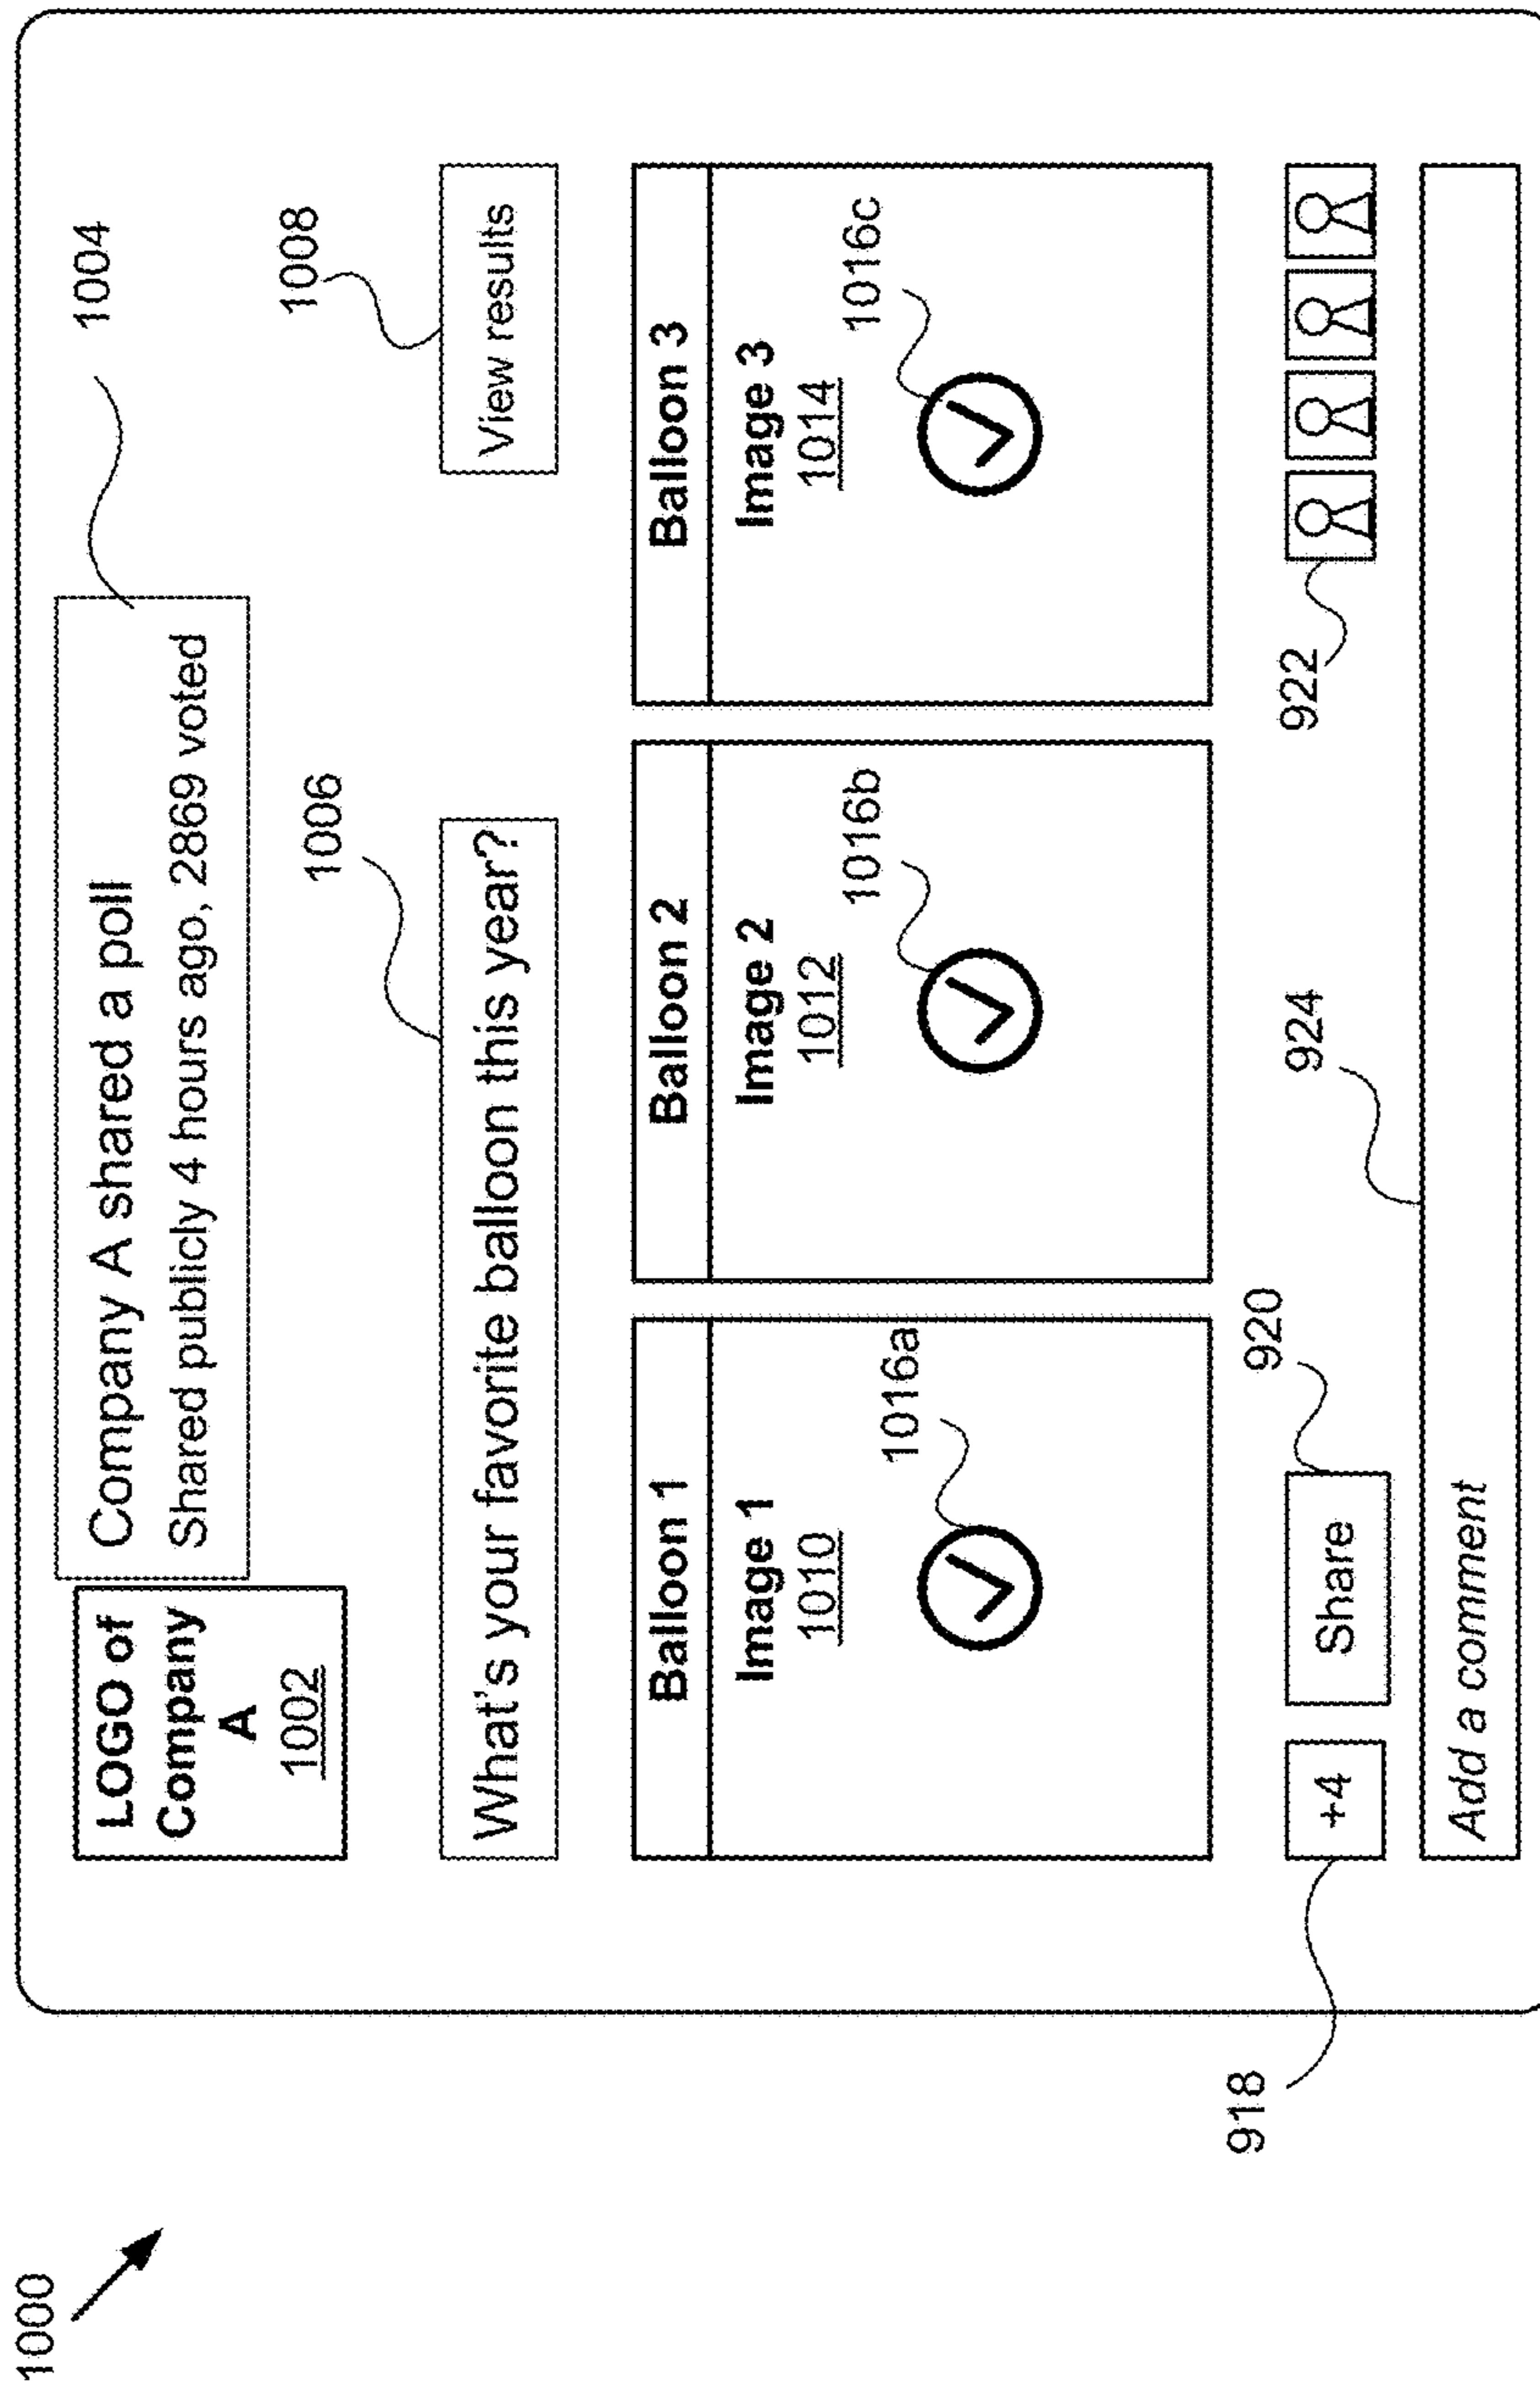 1000
LOGO of
Company
A
1002
Company A shared a poll
Shared publicly 4 hours ago, 2869 voted
1004
1006
1008
What's your favorite balloon this year?
View results
Balloon 1
Image 1
1010
1016a
Balloon 2
Image 2
1012
1016b
Balloon 3
Image 3
1014
1016c
918
+4
Share
920
922
924
Add a comment